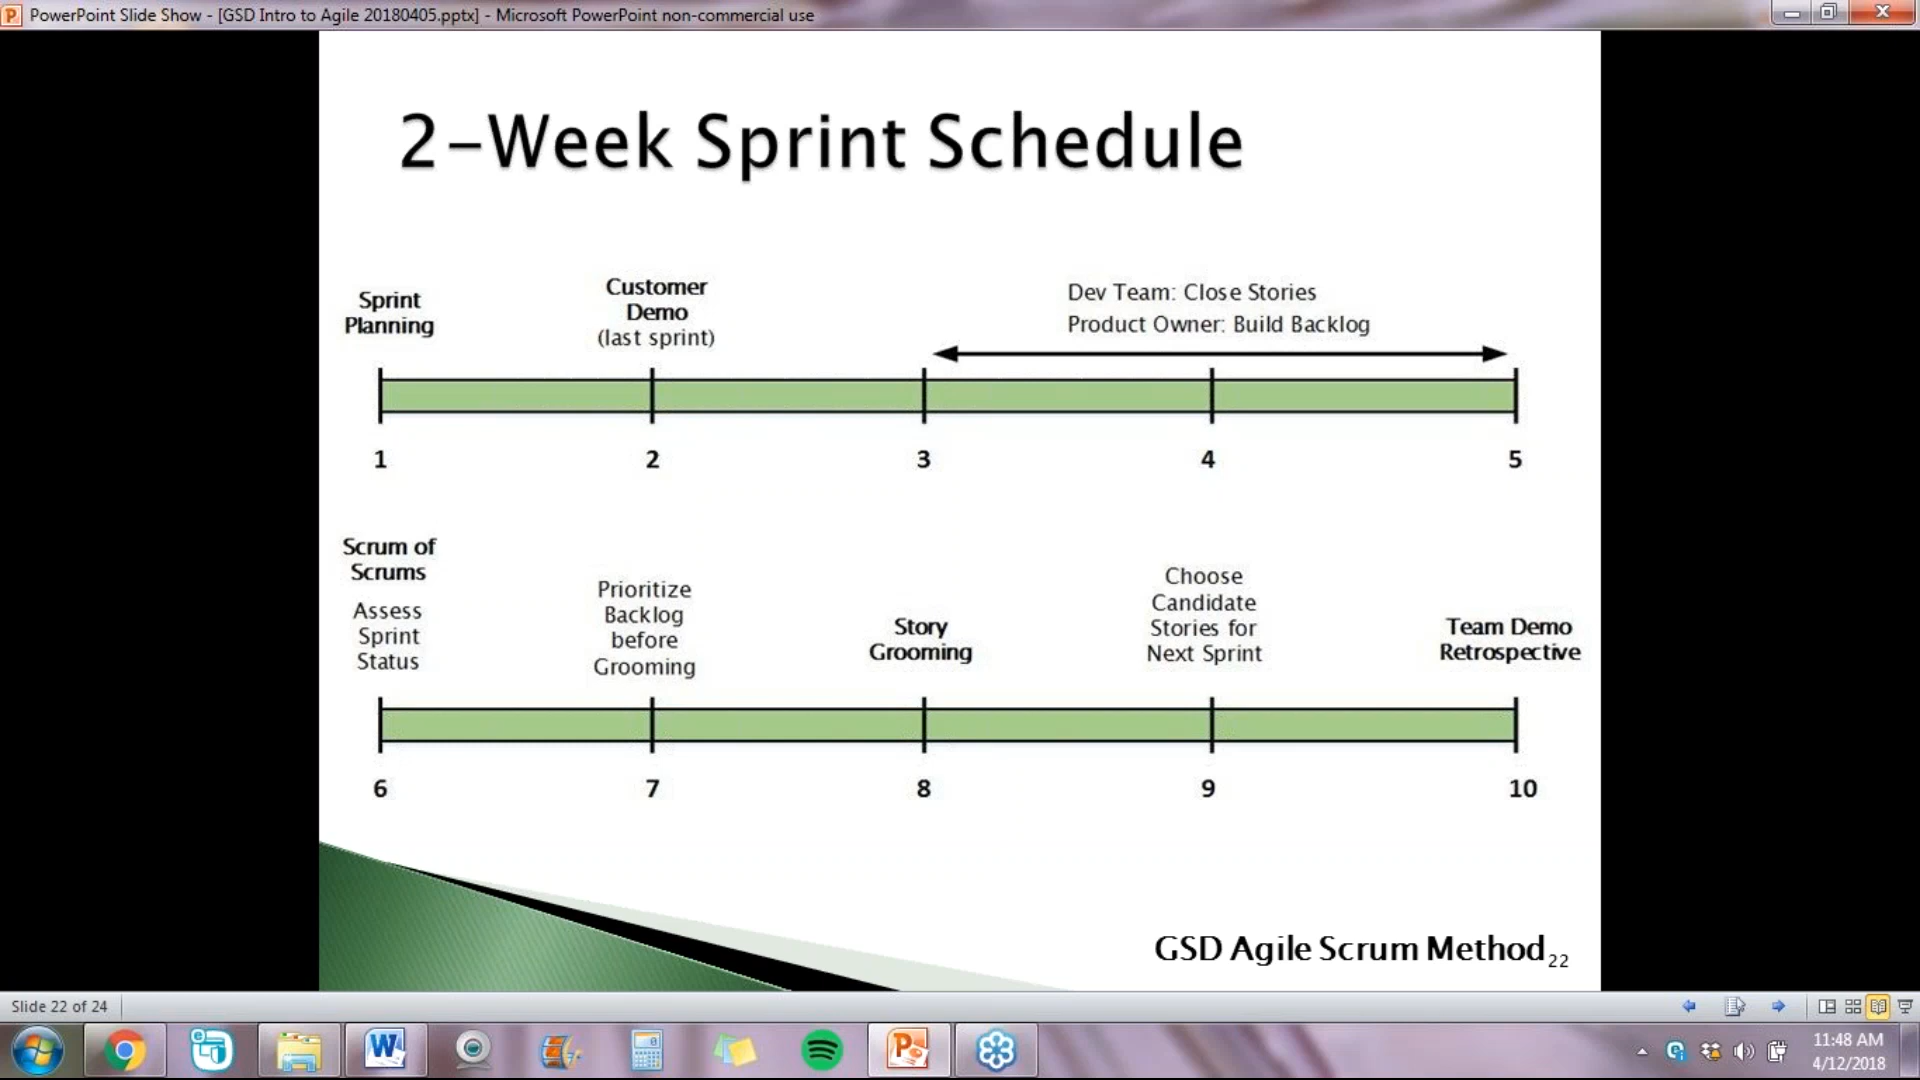 PowerPoint Slide Show - [GSD Intro to Agile 20180405.pptx] - Microsoft PowerPoint non-commercial use
2-Week Sprint Schedule
Sprint
Planning
Customer
Demo
(last sprint)
Dev Team: Close Stories
Product Owner: Build Backlog
1
2
3
4
5
Scrum of
Scrums
Assess
Sprint
Status
Prioritize
Backlog
before
Grooming
Story
Grooming
Choose
Candidate
Stories for
Next Sprint
Team Demo
Retrospective
6
7
8
9
10
GSD Agile Scrum Method
22
Slide 22 of 24
11:48 AM
4/12/2018